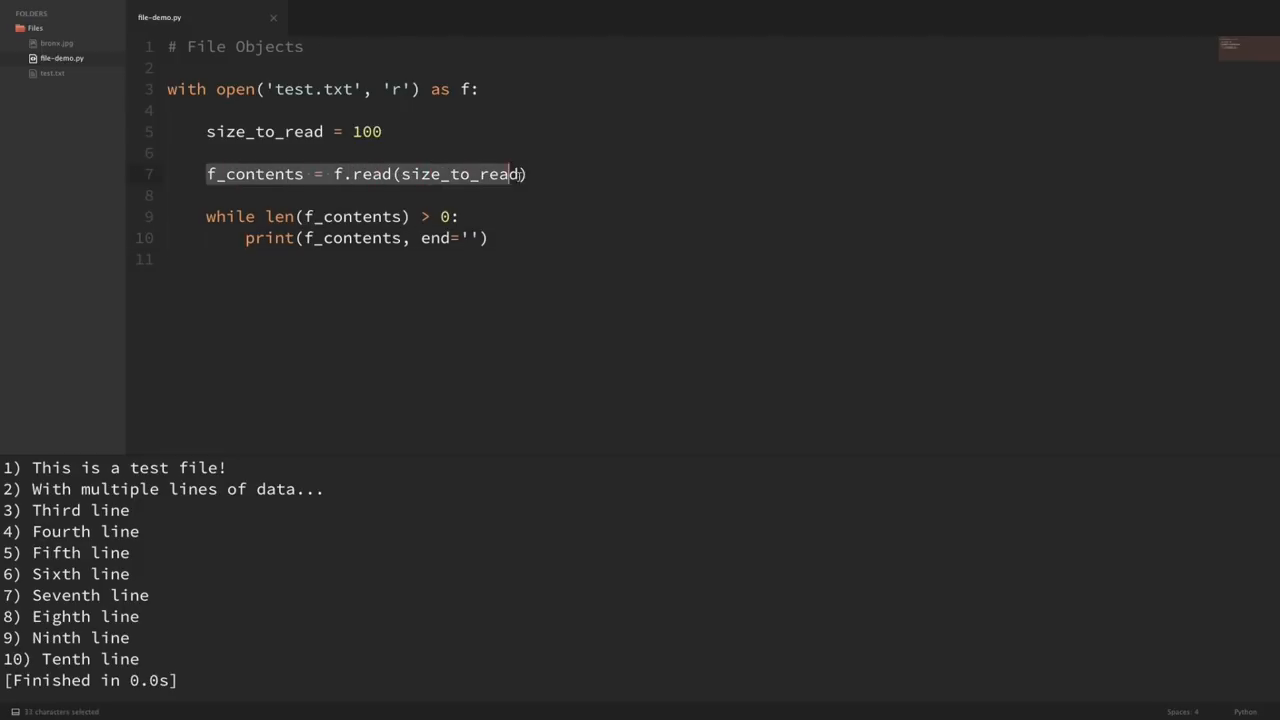 FOLDERS
Files
bronx.jpg
file-demo.py
test.txt
file-demo.py ×
1 # File Objects
2
3 with open('test.txt', 'r') as f:
4
5 size_to_read = 100
6
7 f_contents = f.read(size_to_read)
8
9 while len(f_contents) > 0:
10 print(f_contents, end='')
11
1) This is a test file!
2) With multiple lines of data...
3) Third line
4) Fourth line
5) Fifth line
6) Sixth line
7) Seventh line
8) Eighth line
9) Ninth line
10) Tenth line
[Finished in 0.0s]
33 characters selected
Spaces: 4
Python